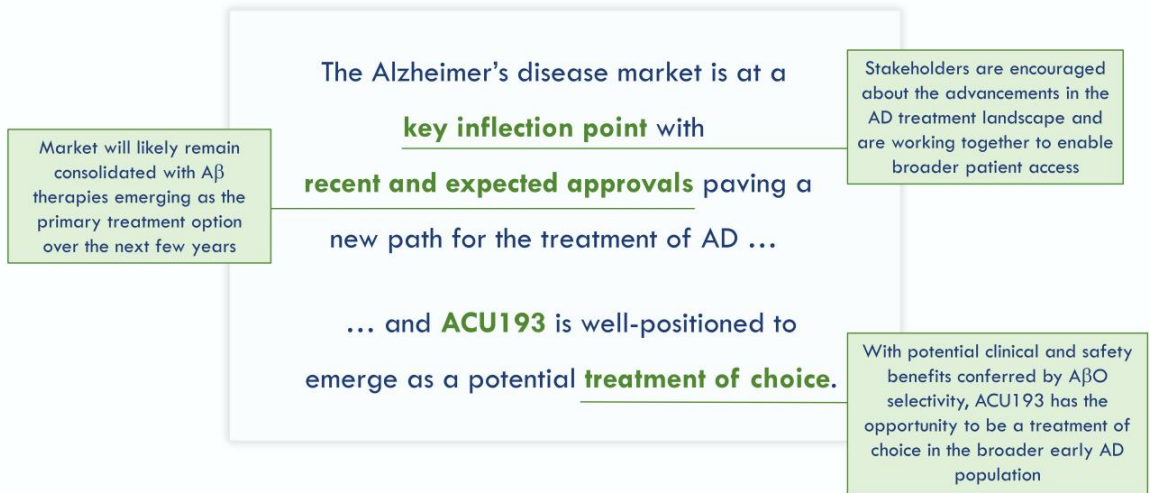 The Alzheimer's disease market is at a
key inflection point with
recent and expected approvals paving a
new path for the treatment of AD ...
... and ACU193 is well-positioned to
emerge as a potential treatment of choice.
Stakeholders are encouraged
about the advancements in the
AD treatment landscape and
are working together to enable
broader patient access
Market will likely remain
consolidated with Aβ
therapies emerging as the
primary treatment option
over the next few years
With potential clinical and safety
benefits conferred by AβO
selectivity, ACU193 has the
opportunity to be a treatment of
choice in the broader early AD
population